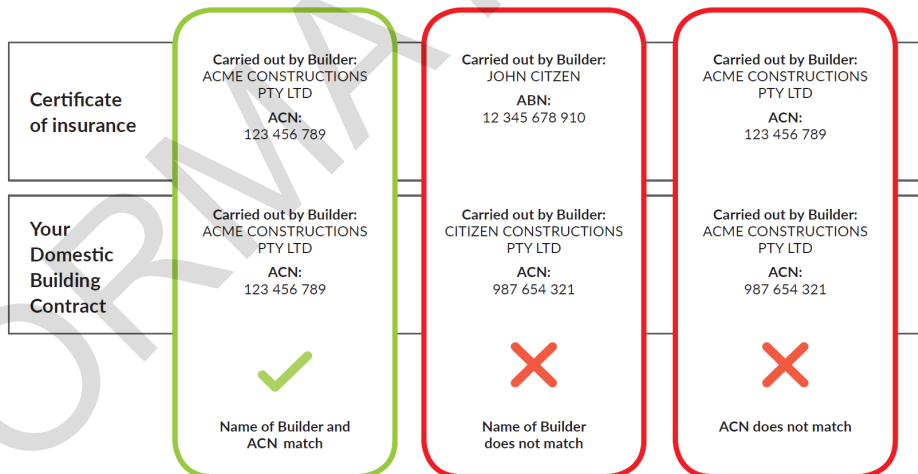 Certificate
of insurance
Carried out by Builder:
ACME CONSTRUCTIONS
PTY LTD
ACN:
123 456 789
Carried out by Builder:
JOHN CITZEN
ABN:
12 345 678 910
Carried out by Builder:
ACME CONSTRUCTIONS
PTY LTD
ACN:
123 456 789
Your
Domestic
Building
Contract
Carried out by Builder:
ACME CONSTRUCTIONS
PTY LTD
ACN:
123 456 789
Carried out by Builder:
CITIZEN CONSTRUCTIONS
PTY LTD
ACN:
987 654 321
Carried out by Builder:
ACME CONSTRUCTIONS
PTY LTD
ACN:
987 654 321
Name of Builder and
ACN match
Name of Builder
does not match
ACN does not match
ORMA